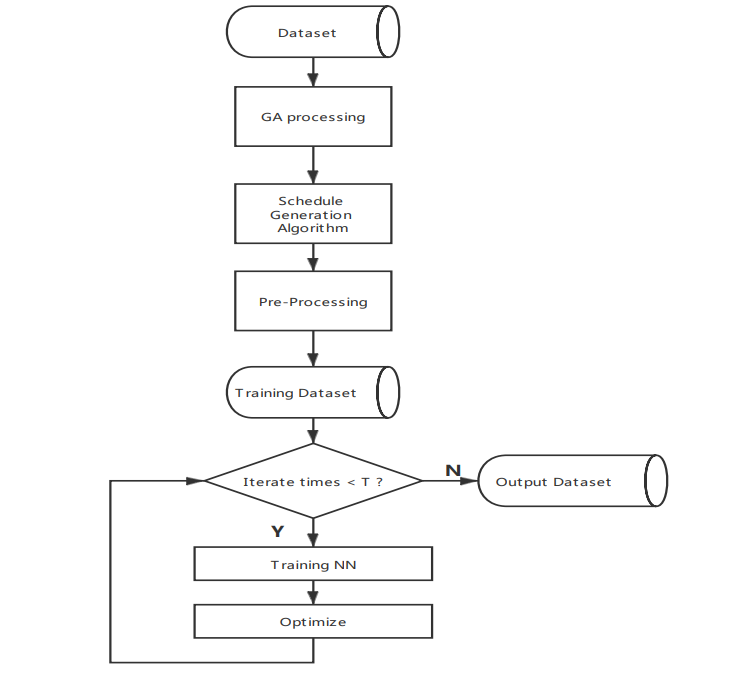 Dataset
GA processing
Schedule
Generation
Algorithm
Pre-Processing
Training Dataset
Iterate times < T ?
N
Output Dataset
Y
Training NN
Optimize